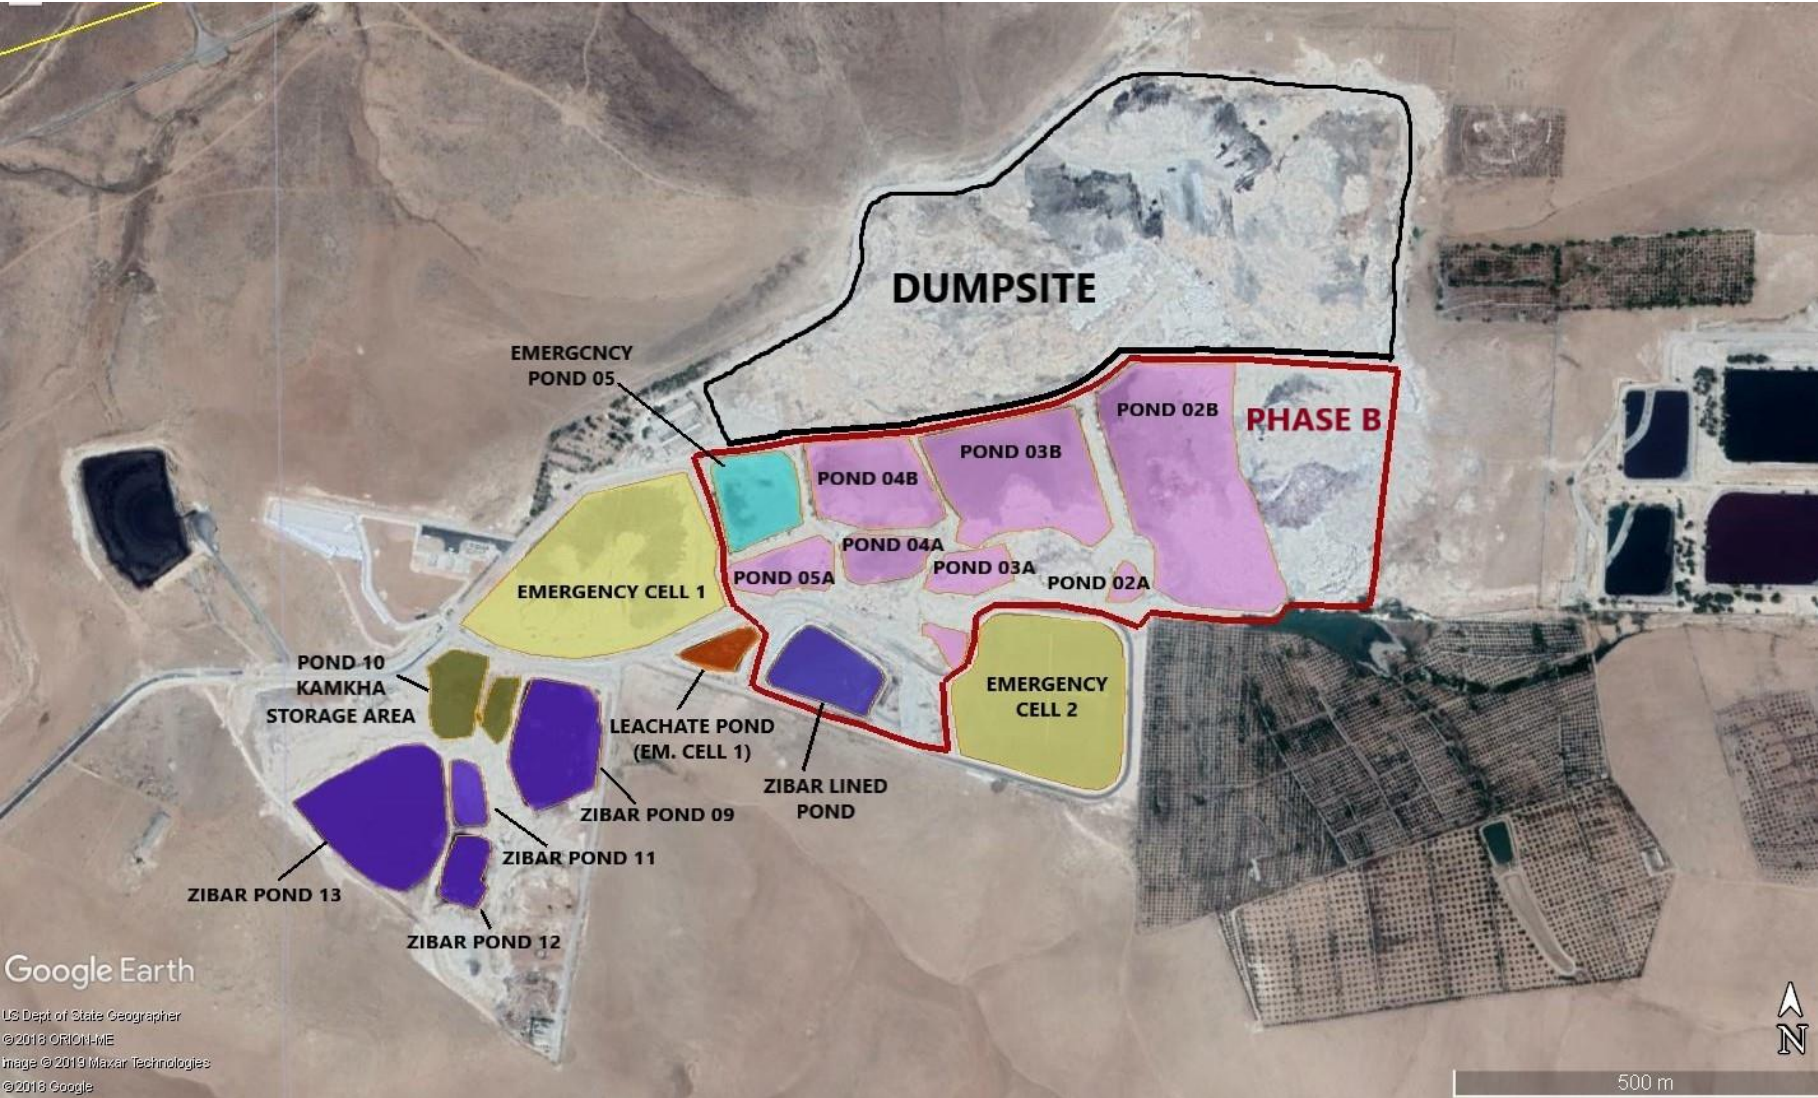 DUMPSITE
EMERGCNCY
POND 05
POND 02B
PHASE B
POND 03B
POND 04B
POND 04A
POND 03A
POND 05A
POND 02A
EMERGENCY CELL 1
POND 10
KAMKHA
STORAGE AREA
EMERGENCY
CELL 2
LEACHATE POND
(EM. CELL 1)
ZIBAR LINED
POND
ZIBAR POND 09
ZIBAR POND 11
ZIBAR POND 13
ZIBAR POND 12
Google Earth
US Dept of State Geographer
©2018 ORION-ME
Image © 2019 Maxar Technologies
©2018 Google
N
500 m